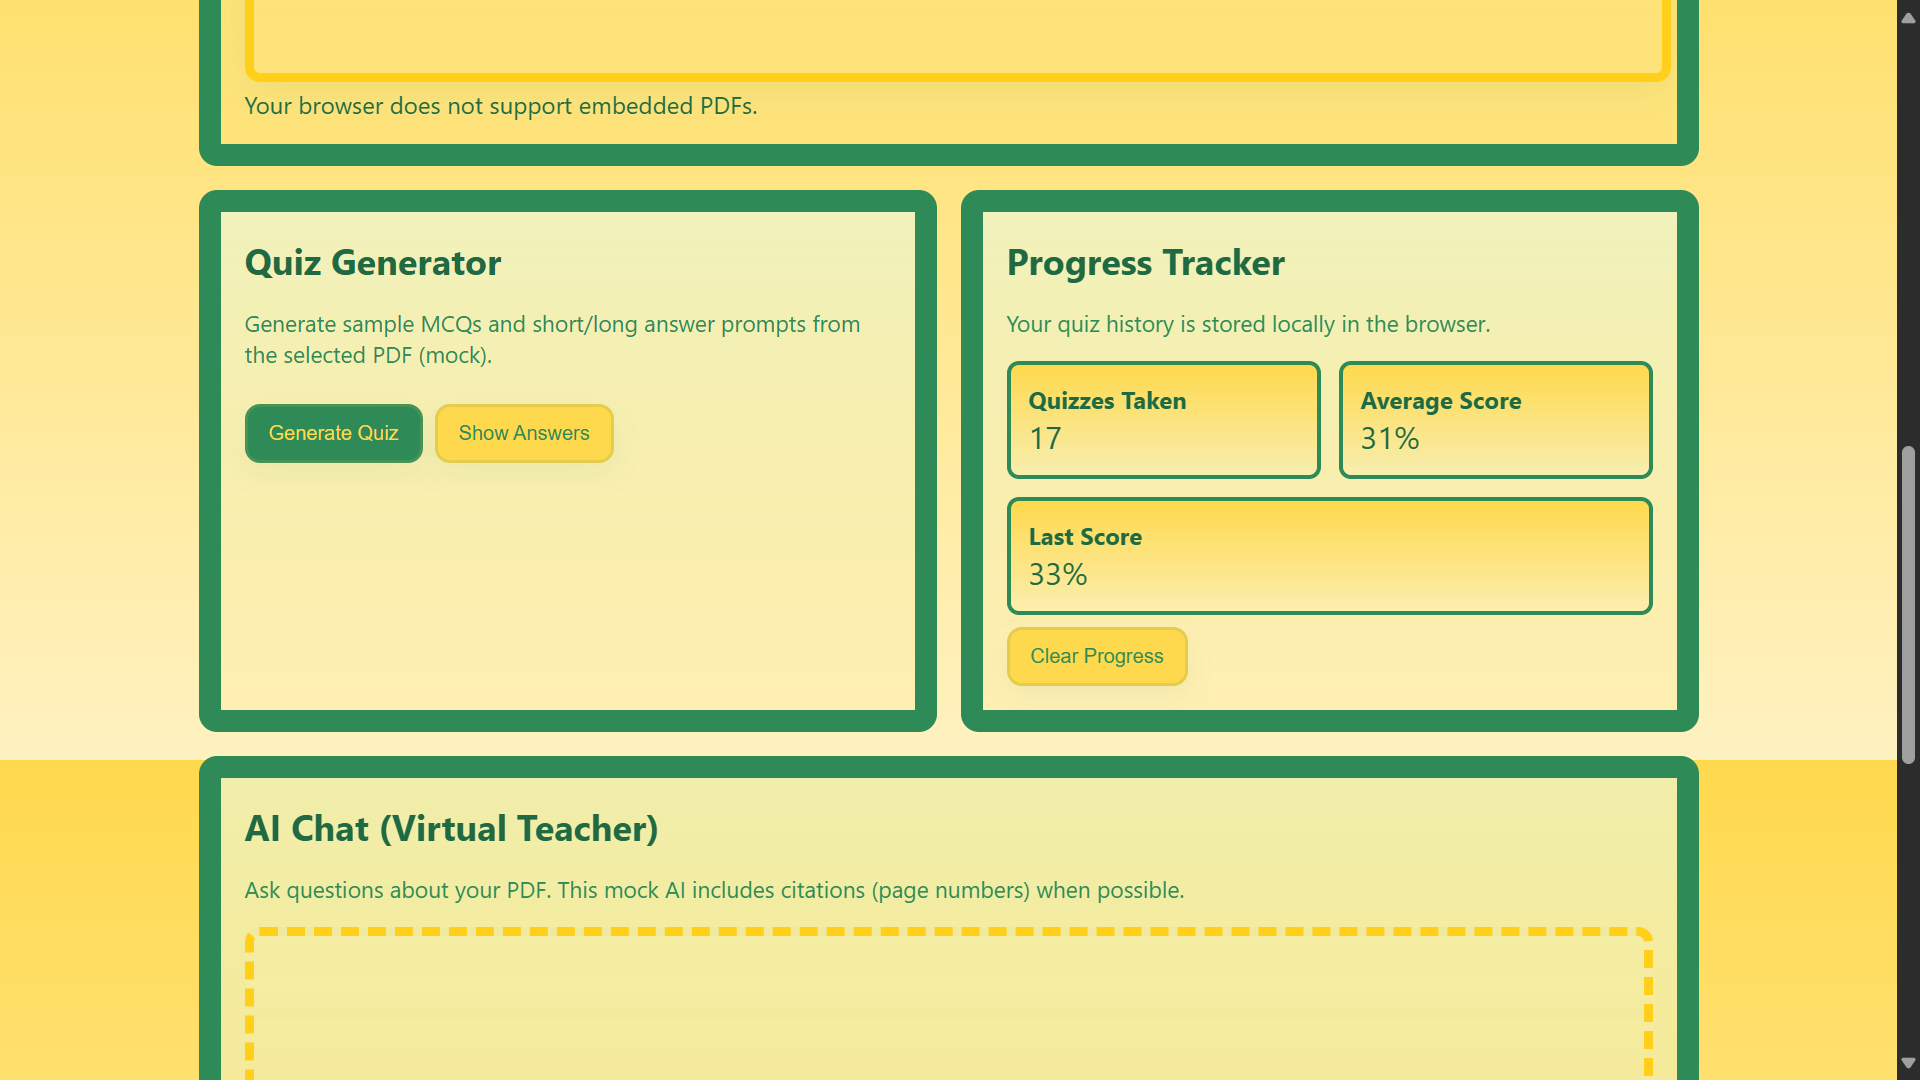 Your browser does not support embedded PDFs.
Quiz Generator
Generate sample MCQs and short/long answer prompts from
the selected PDF (mock).
Generate Quiz
Show Answers
Progress Tracker
Your quiz history is stored locally in the browser.
Quizzes Taken
17
Average Score
31%
Last Score
33%
Clear Progress
AI Chat (Virtual Teacher)
Ask questions about your PDF. This mock AI includes citations (page numbers) when possible.